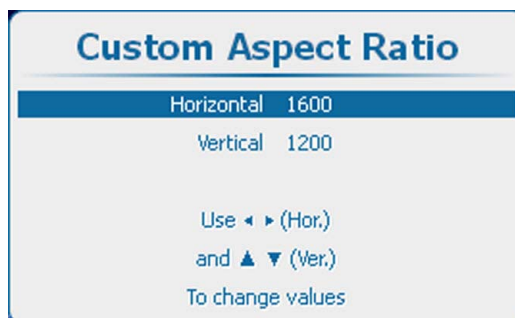 Custom Aspect Ratio
Horizontal 1600
Vertical 1200
Use ◂ ▸ (Hor.)
and ▲ ▼ (Ver.)
To change values